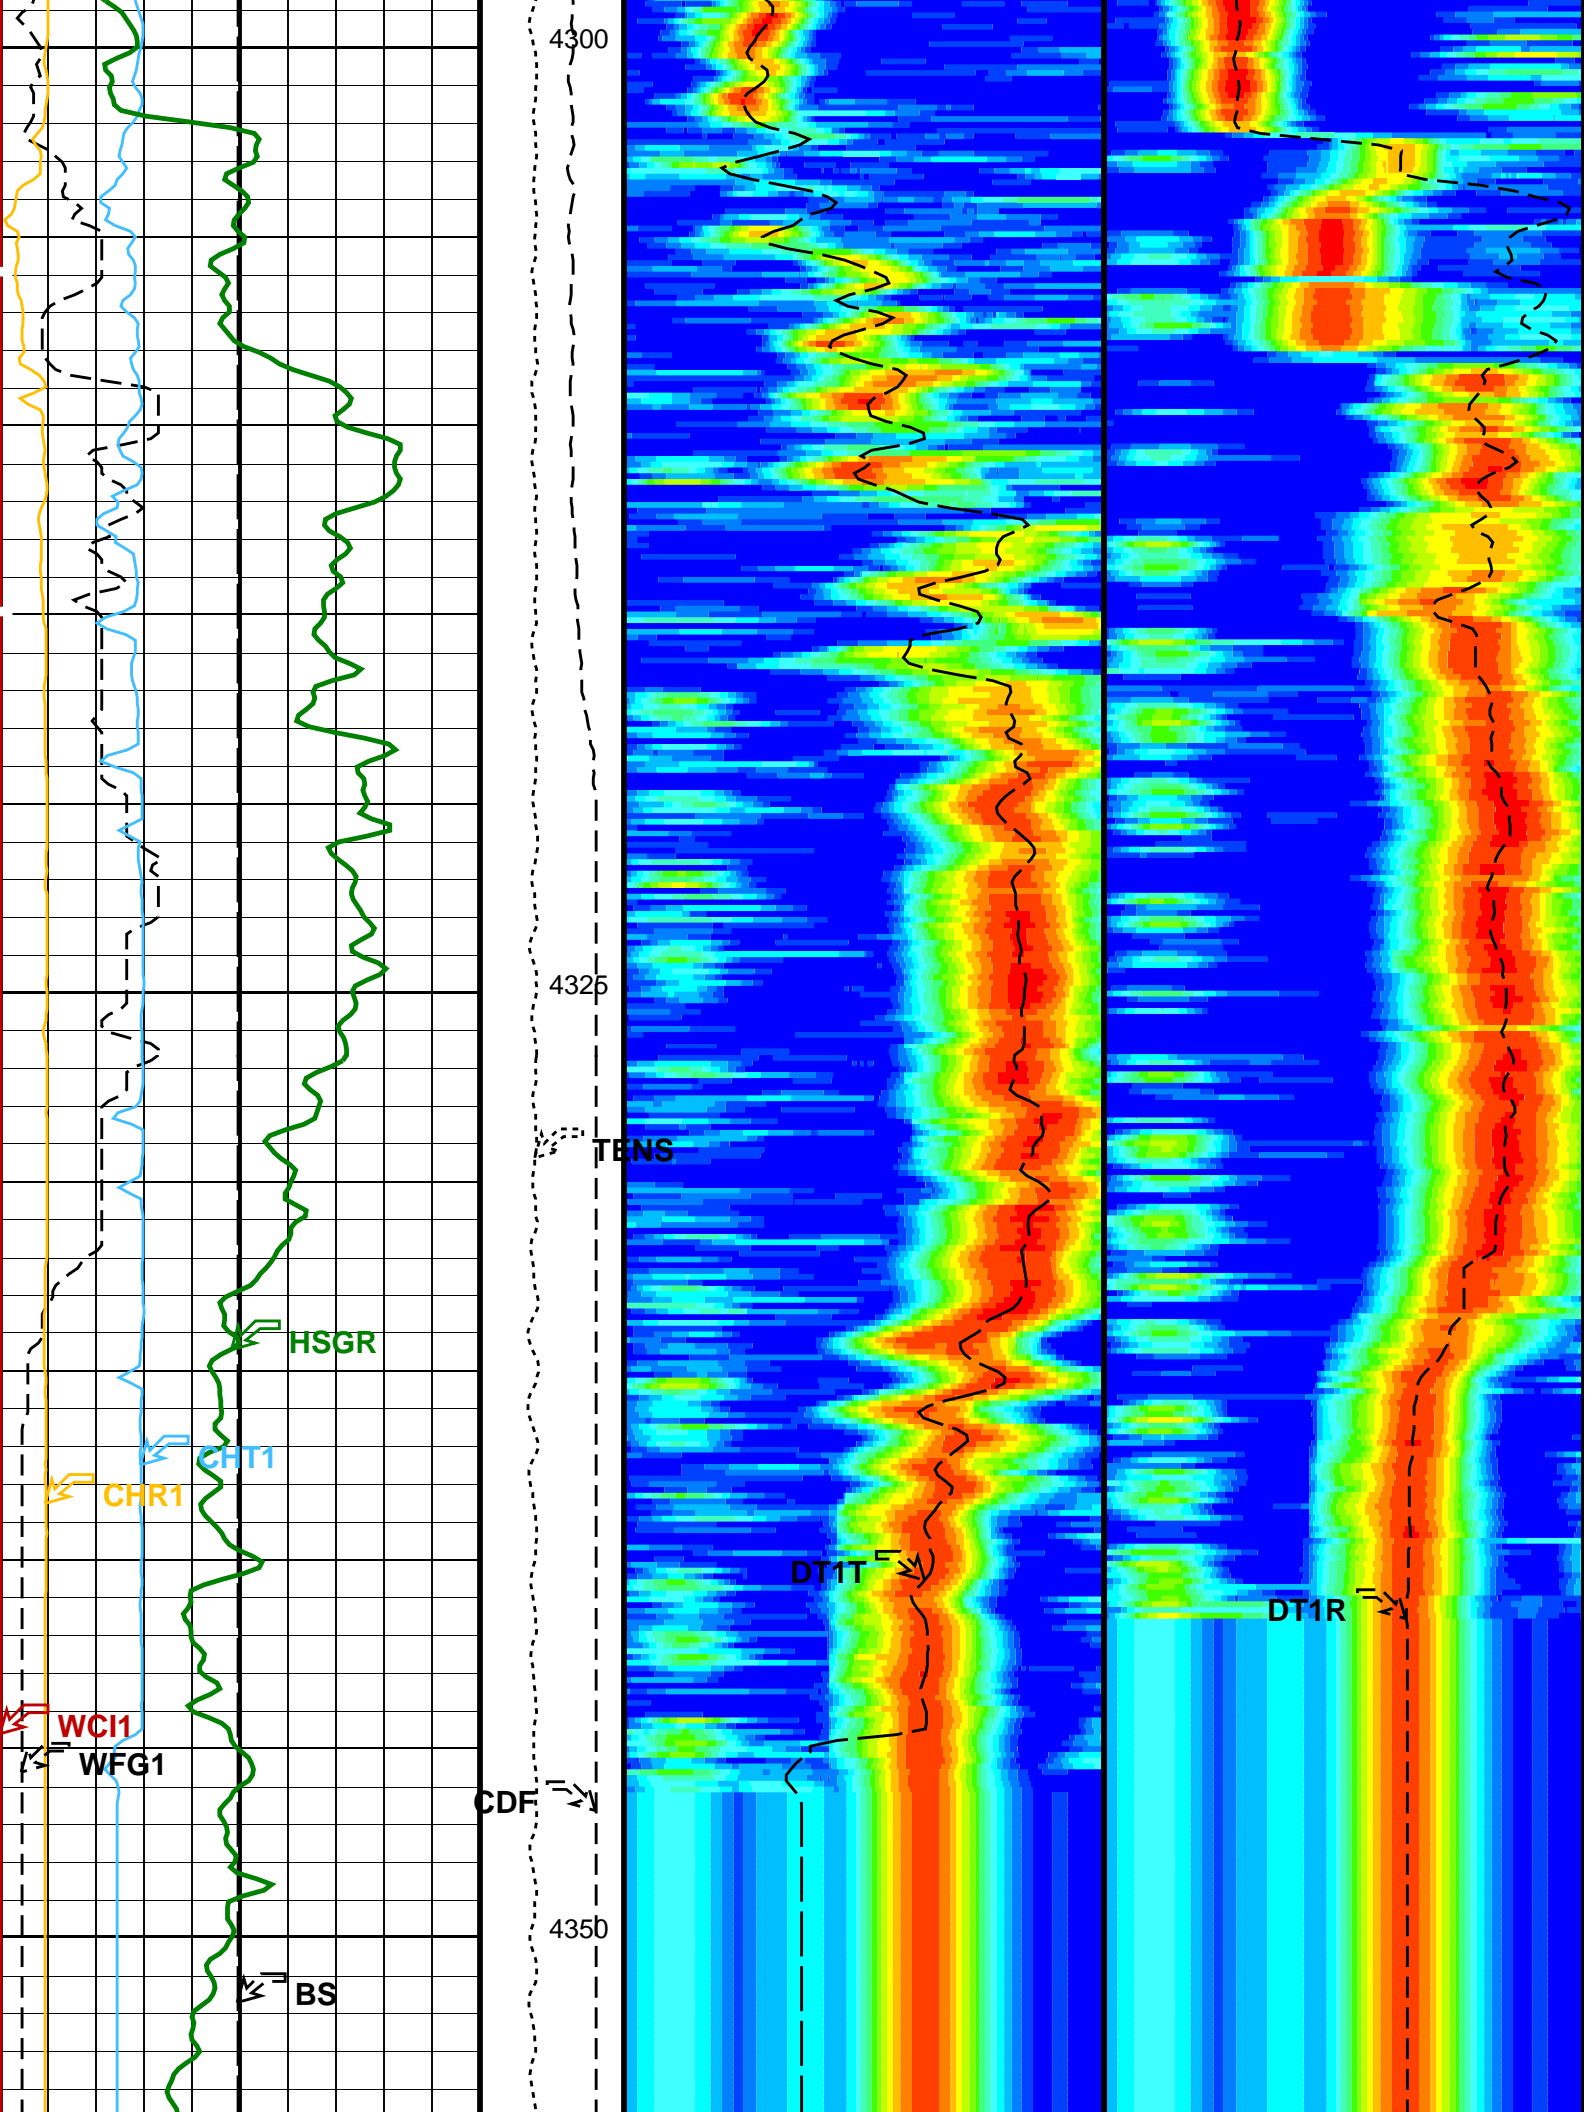 4300
4325
TENS
HSGR
CHT1
CHR1
DT1T
DT1R
WCI1
WFG1
CDF
4350
BS